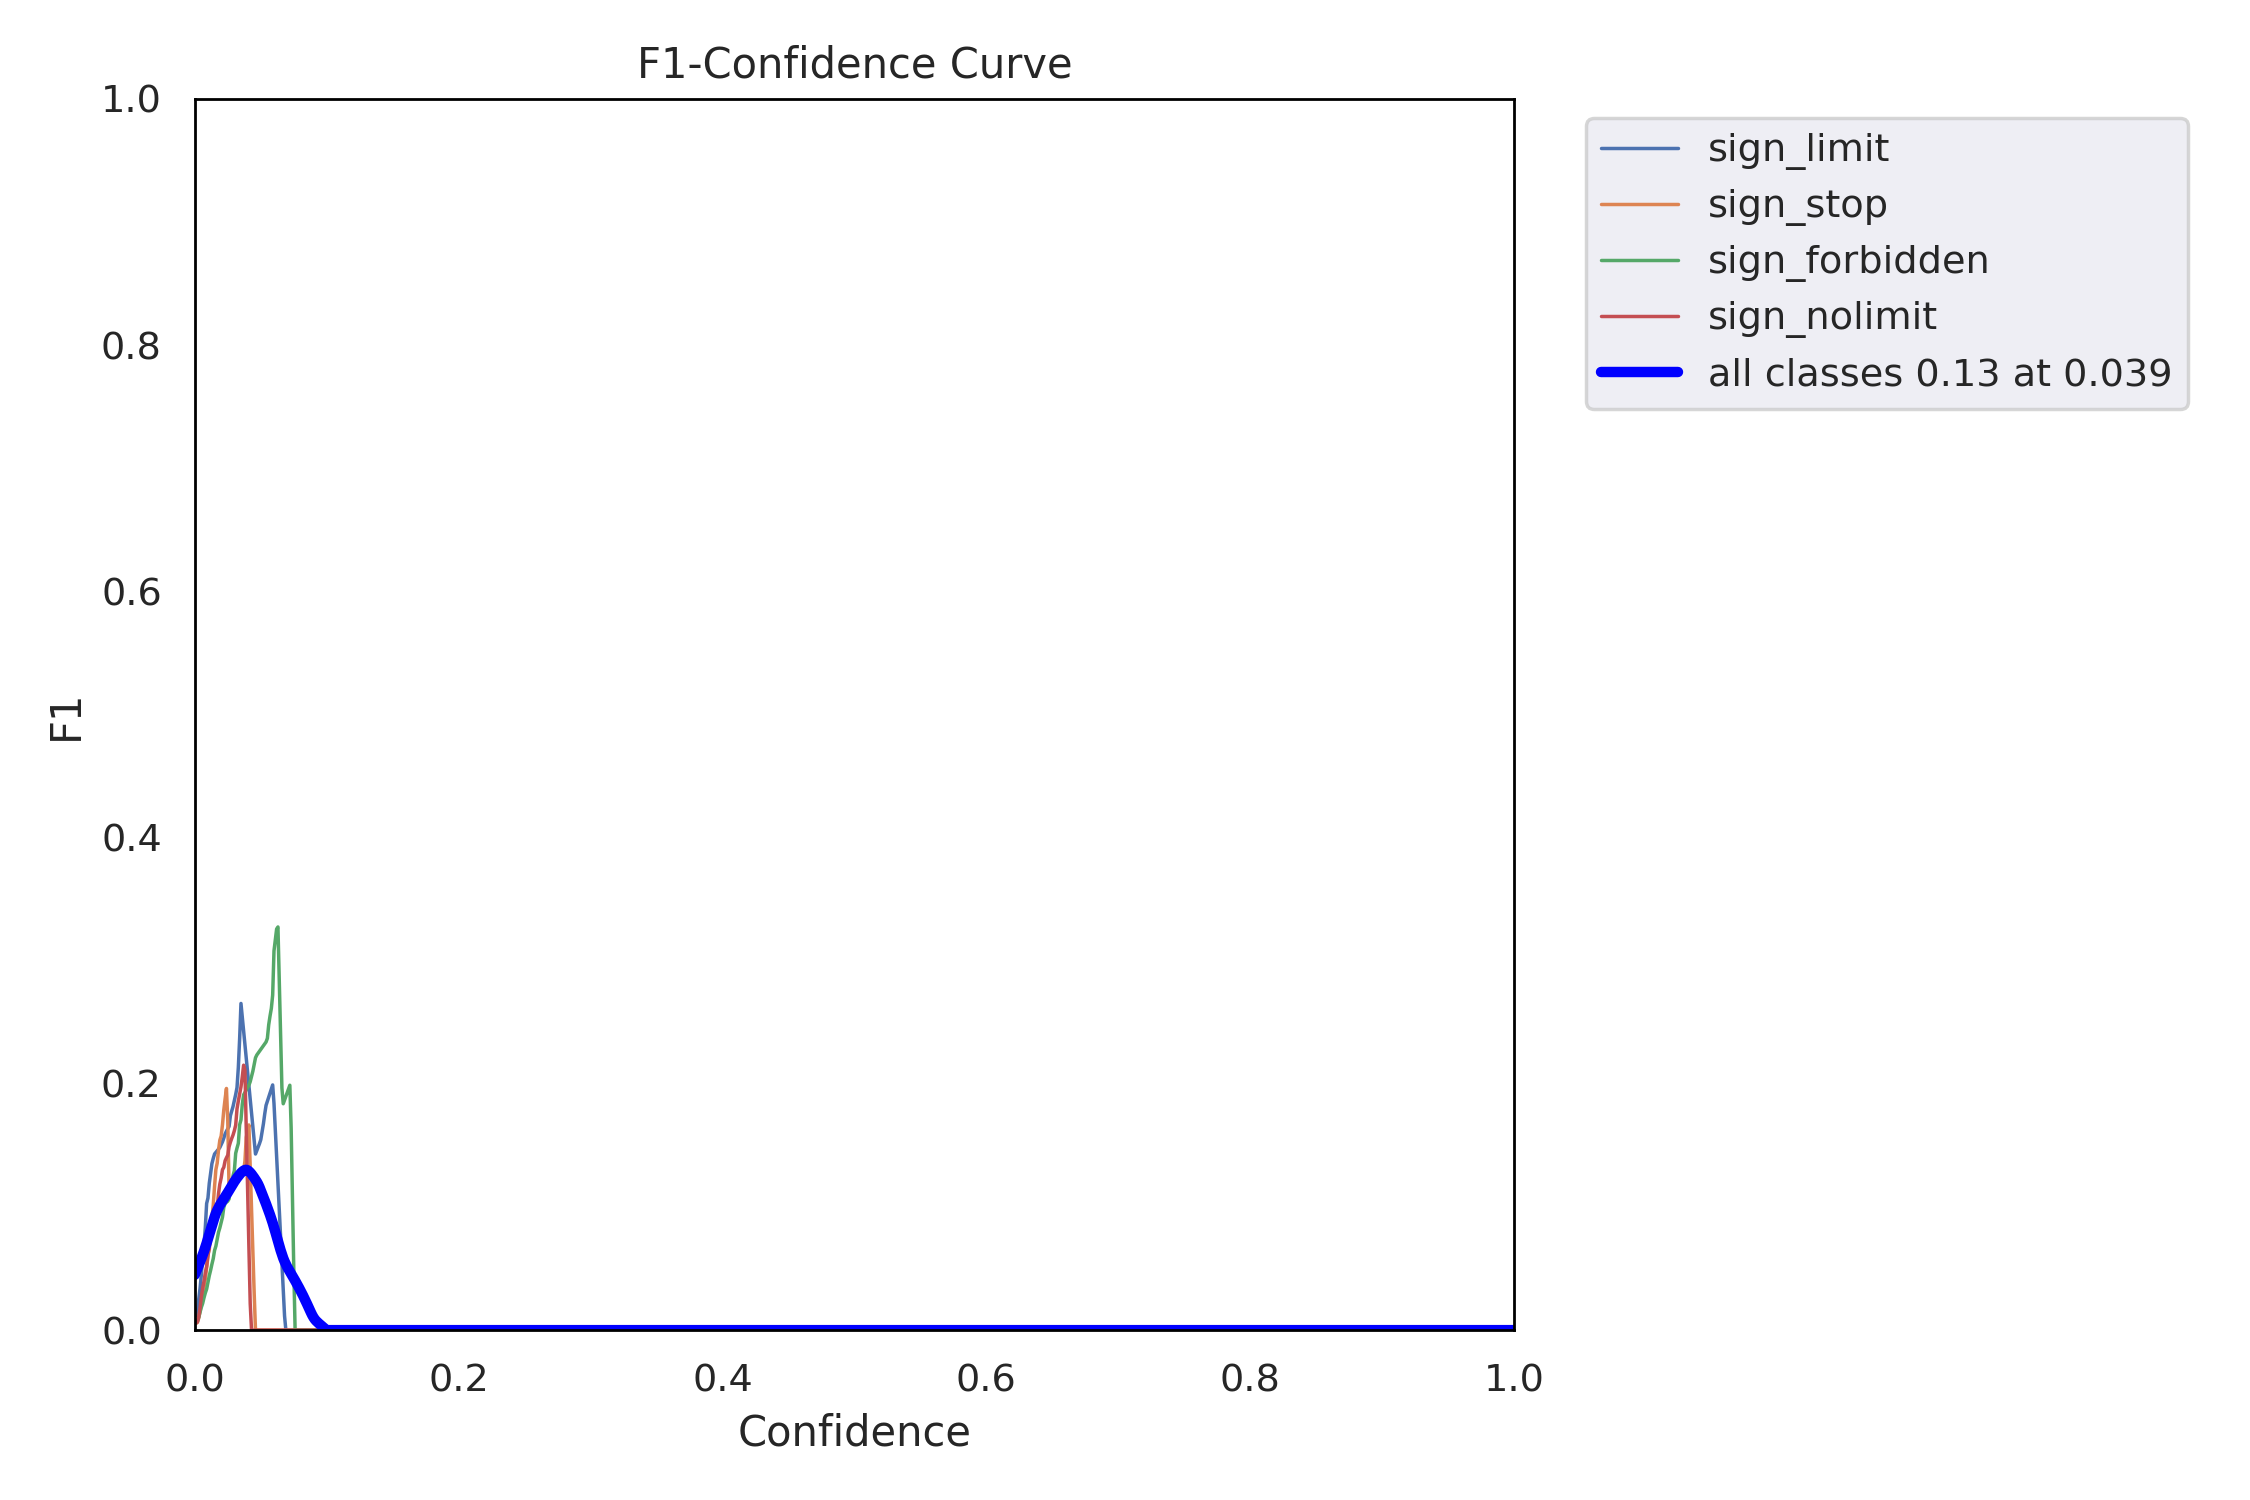 F1-Confidence Curve
1.0
0.8
0.6
0.4
0.2
0.0
F1
0.0 0.2 0.4 0.6 0.8 1.0
Confidence
sign_limit
sign_stop
sign_forbidden
sign_nolimit
all classes 0.13 at 0.039